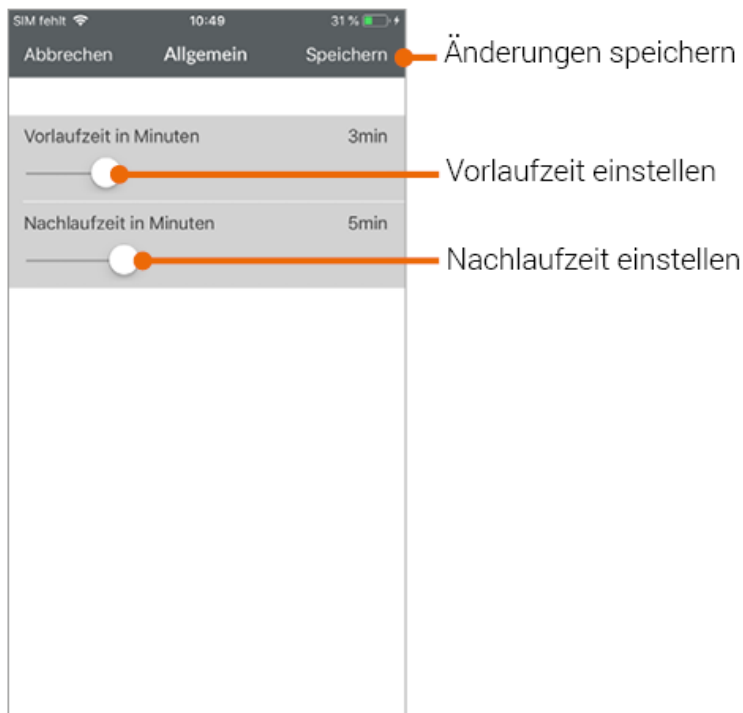 SIM fehlt 10:49 31 %
Abbrechen Allgemein Speichern
Änderungen speichern
Vorlaufzeit in Minuten 3min
Vorlaufzeit einstellen
Nachlaufzeit in Minuten 5min
Nachlaufzeit einstellen